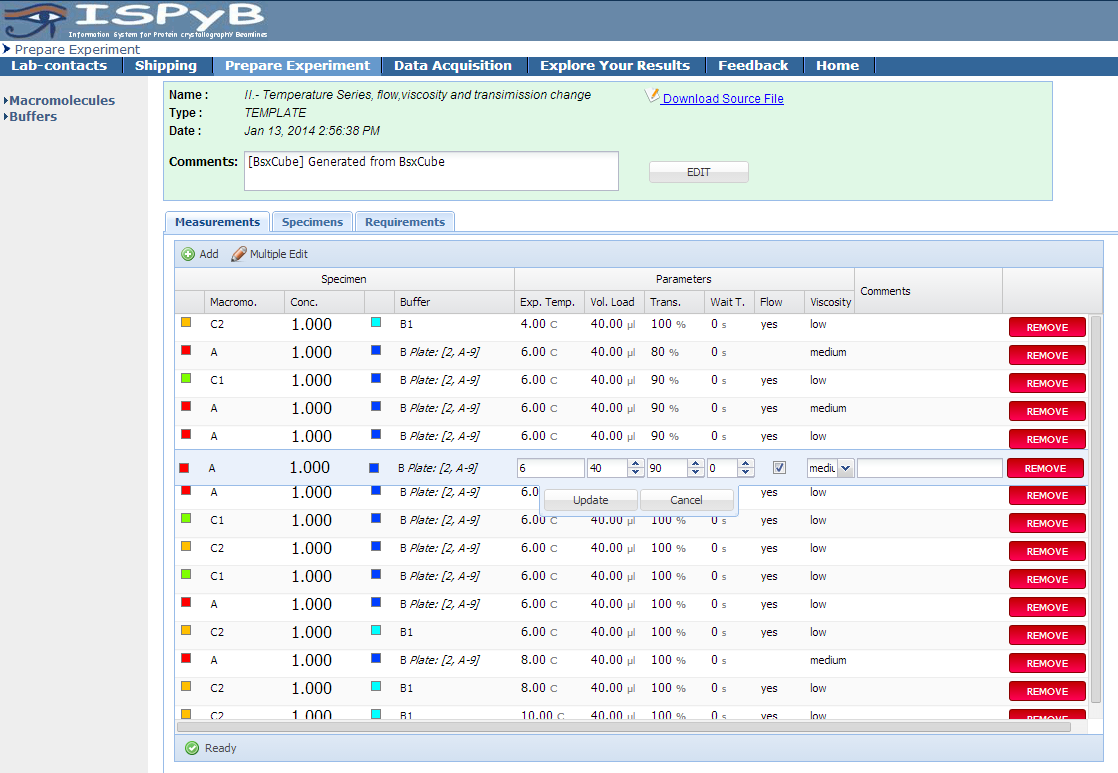 ISPyB
Information System for Protein crystallographY Beamlines
Prepare Experiment
Lab-contacts Shipping Prepare Experiment Data Acquisition Explore Your Results Feedback Home
Macromolecules
Buffers
Name : II.- Temperature Series, flow,viscosity and transimission change Download Source File
Type : TEMPLATE
Date : Jan 13, 2014 2:56:38 PM
Comments: [BsxCube] Generated from BsxCube EDIT
Measurements Specimens Requirements
Add Multiple Edit
Specimen Parameters Comments
Macromo. Conc. Buffer Exp. Temp. Vol. Load Trans. Wait T. Flow Viscosity
C2 1.000 B1 4.00 C 40.00 µl 100 % 0 s yes low REMOVE
A 1.000 B Plate: [2, A-9] 6.00 C 40.00 µl 80 % 0 s medium REMOVE
C1 1.000 B Plate: [2, A-9] 6.00 C 40.00 µl 90 % 0 s yes low REMOVE
A 1.000 B Plate: [2, A-9] 6.00 C 40.00 µl 90 % 0 s yes medium REMOVE
A 1.000 B Plate: [2, A-9] 6.00 C 40.00 µl 90 % 0 s yes low REMOVE
A 1.000 B Plate: [2, A-9] 6 40 90 0 mediu REMOVE
A 1.000 B Plate: [2, A-9] 6.0 yes low REMOVE
Update Cancel
C1 1.000 B Plate: [2, A-9] 6.00 C 40.00 µl 100 % 0 s yes low REMOVE
C2 1.000 B Plate: [2, A-9] 6.00 C 40.00 µl 100 % 0 s yes low REMOVE
C1 1.000 B Plate: [2, A-9] 6.00 C 40.00 µl 100 % 0 s yes low REMOVE
A 1.000 B Plate: [2, A-9] 6.00 C 40.00 µl 100 % 0 s yes low REMOVE
C2 1.000 B1 6.00 C 40.00 µl 100 % 0 s yes low REMOVE
A 1.000 B Plate: [2, A-9] 8.00 C 40.00 µl 100 % 0 s medium REMOVE
C2 1.000 B1 8.00 C 40.00 µl 100 % 0 s yes low REMOVE
C2 1.000 B1 10.00 C 40.00 µl 100 % 0 s yes low REMOVE
Ready